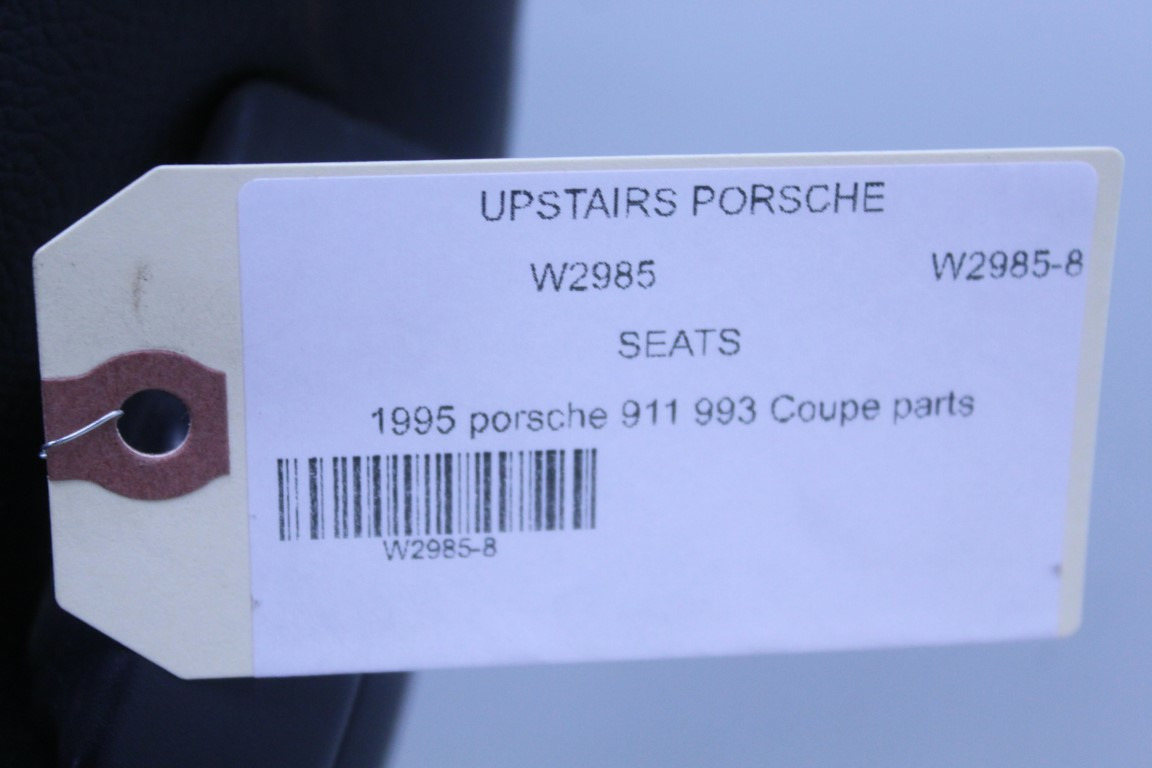 UPSTAIRS PORSCHE
W2985 W2985-8
SEATS
1995 porsche 911 993 Coupe parts
W2985-8